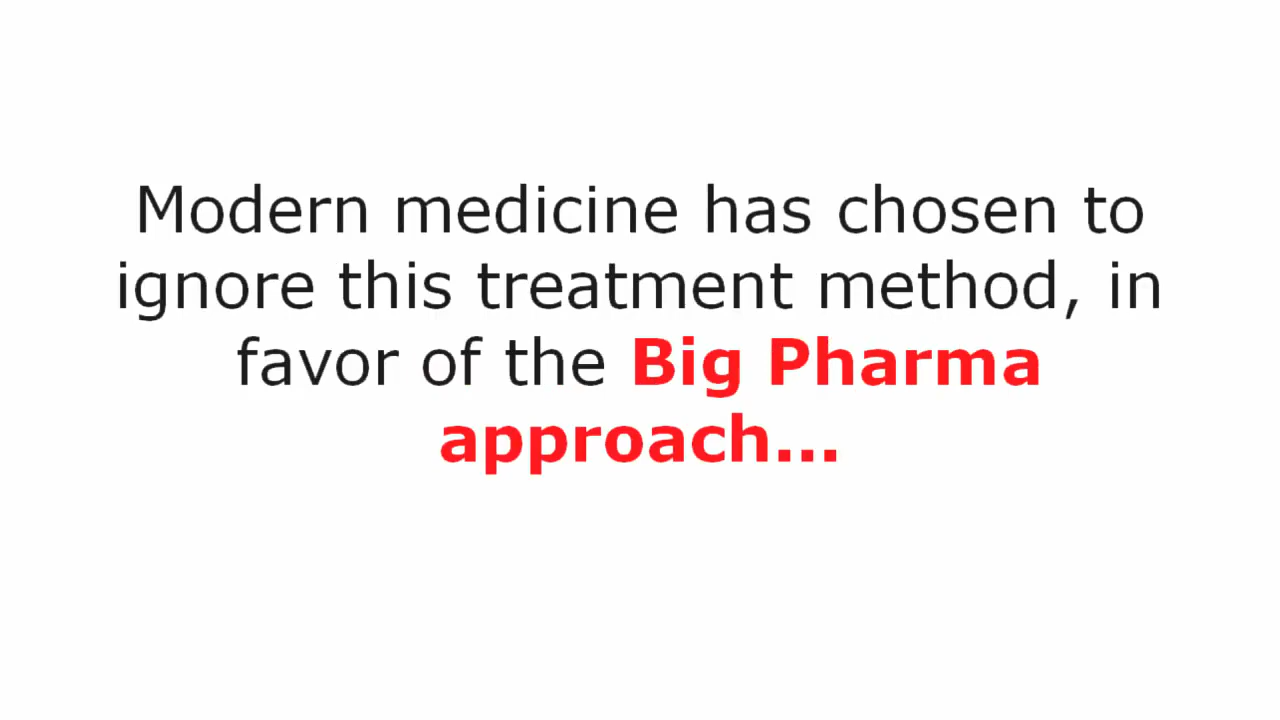 Modern medicine has chosen to
ignore this treatment method, in
favor of the Big Pharma
approach...